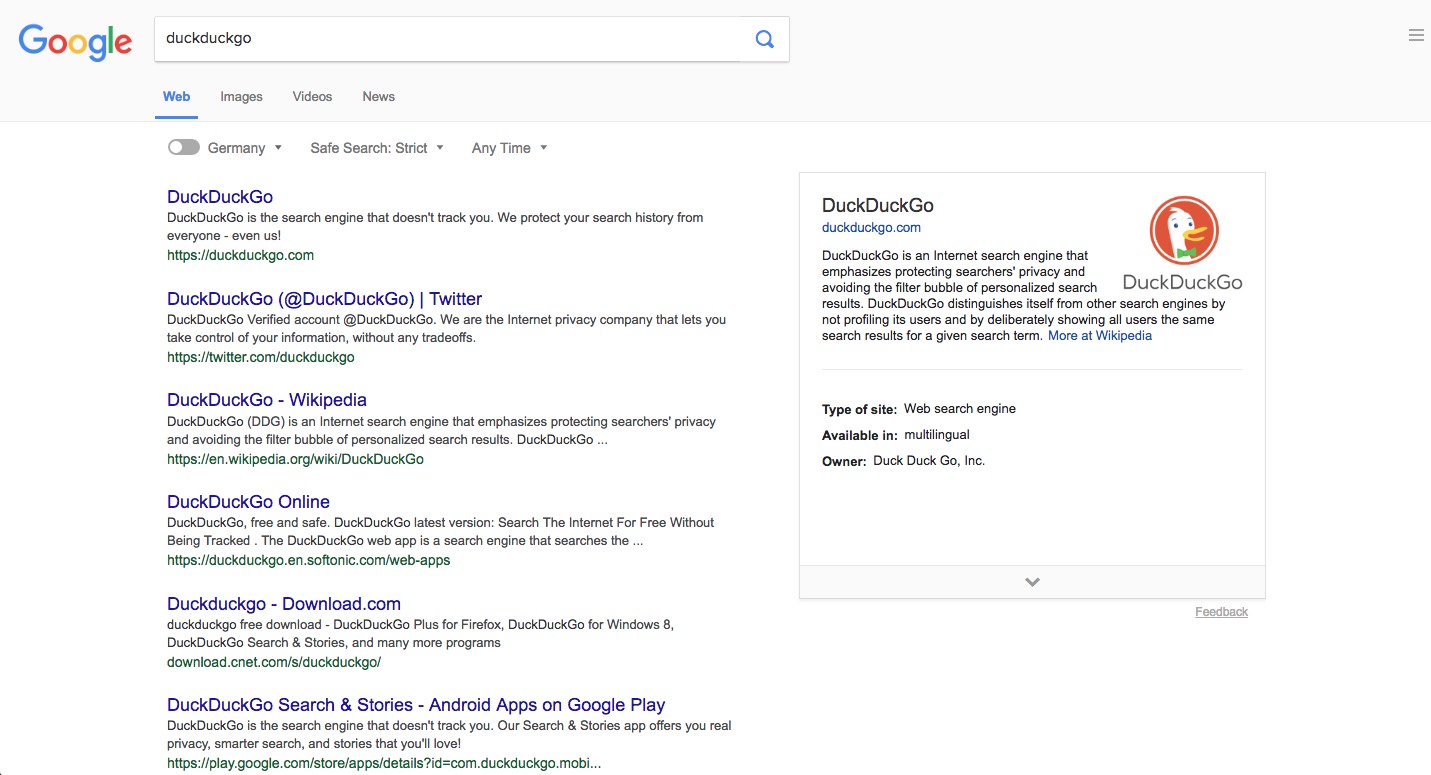 Google
duckduckgo
Web Images Videos News
Germany Safe Search: Strict Any Time
DuckDuckGo
DuckDuckGo is the search engine that doesn't track you. We protect your search history from
everyone - even us!
https://duckduckgo.com
DuckDuckGo (@DuckDuckGo) | Twitter
DuckDuckGo Verified account @DuckDuckGo. We are the Internet privacy company that lets you
take control of your information, without any tradeoffs.
https://twitter.com/duckduckgo
DuckDuckGo - Wikipedia
DuckDuckGo (DDG) is an Internet search engine that emphasizes protecting searchers' privacy
and avoiding the filter bubble of personalized search results. DuckDuckGo ...
https://en.wikipedia.org/wiki/DuckDuckGo
DuckDuckGo Online
DuckDuckGo, free and safe. DuckDuckGo latest version: Search The Internet For Free Without
Being Tracked . The DuckDuckGo web app is a search engine that searches the ...
https://duckduckgo.en.softonic.com/web-apps
Duckduckgo - Download.com
duckduckgo free download - DuckDuckGo Plus for Firefox, DuckDuckGo for Windows 8,
DuckDuckGo Search & Stories, and many more programs
download.cnet.com/s/duckduckgo/
DuckDuckGo Search & Stories - Android Apps on Google Play
DuckDuckGo is the search engine that doesn't track you. Our Search & Stories app offers you real
privacy, smarter search, and stories that you'll love!
https://play.google.com/store/apps/details?id=com.duckduckgo.mobi...
DuckDuckGo
duckduckgo.com
DuckDuckGo
DuckDuckGo is an Internet search engine that
emphasizes protecting searchers' privacy and
avoiding the filter bubble of personalized search
results. DuckDuckGo distinguishes itself from other search engines by
not profiling its users and by deliberately showing all users the same
search results for a given search term. More at Wikipedia
Type of site: Web search engine
Available in: multilingual
Owner: Duck Duck Go, Inc.
Feedback